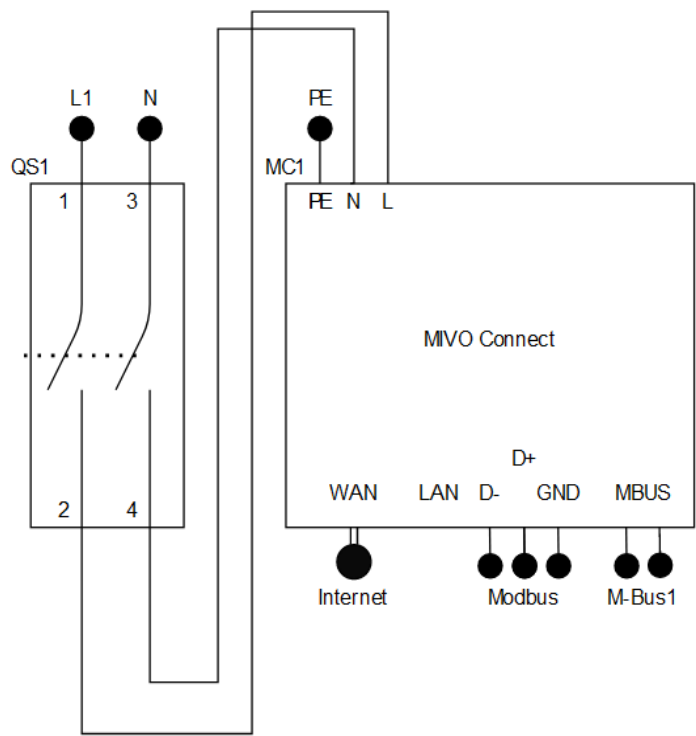 L1 N PE
QS1 MC1
1 3 PE N L
MIVO Connect
D+
WAN LAN D- GND MBUS
2 4
Internet Modbus M-Bus1